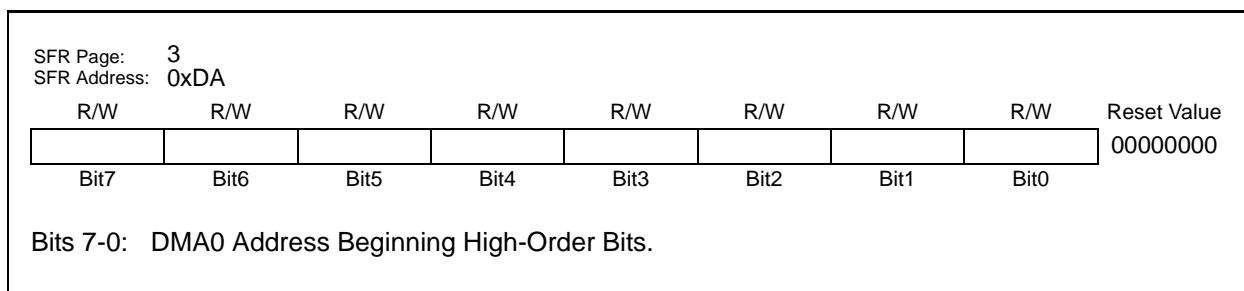 SFR Page: 3
SFR Address: 0xDA
R/W R/W R/W R/W R/W R/W R/W R/W Reset Value
00000000
Bit7 Bit6 Bit5 Bit4 Bit3 Bit2 Bit1 Bit0
Bits 7-0: DMA0 Address Beginning High-Order Bits.